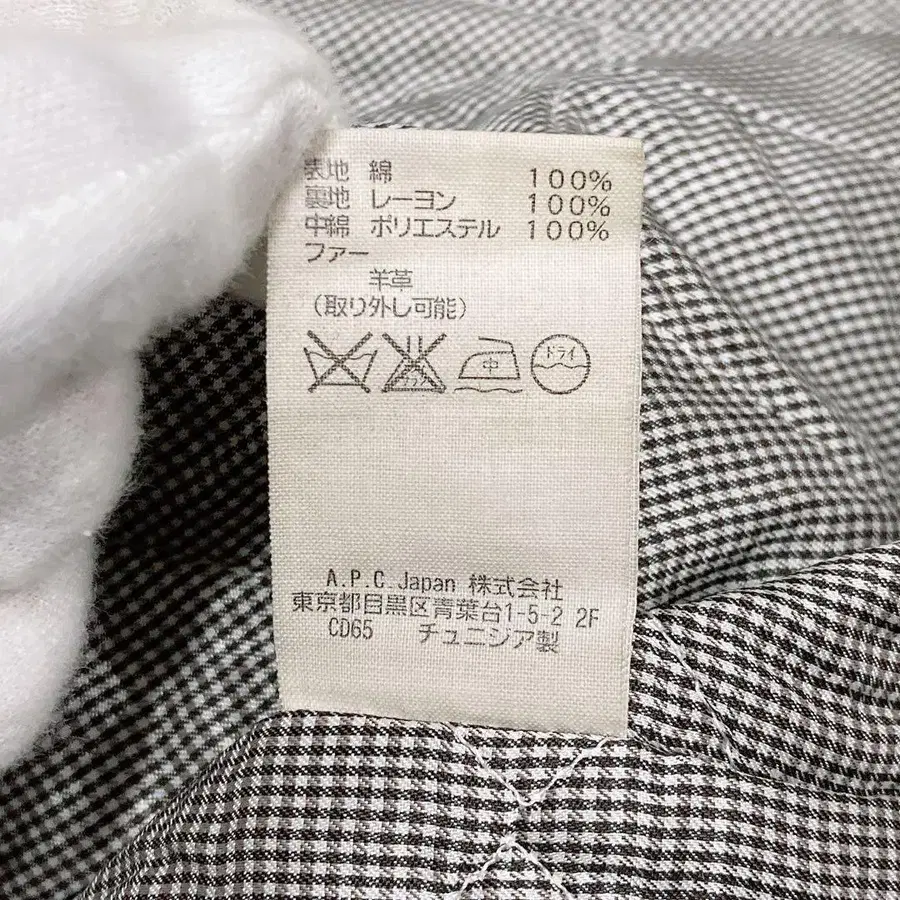 表地 綿 100%
裏地 レーヨン 100%
中綿 ポリエステル 100%
ファー
羊革
(取り外し可能)
中 ドライ
A.P.C.Japan 株式会社
東京都目黒区青葉台1-5-2 2F
CD65 チュニジア製